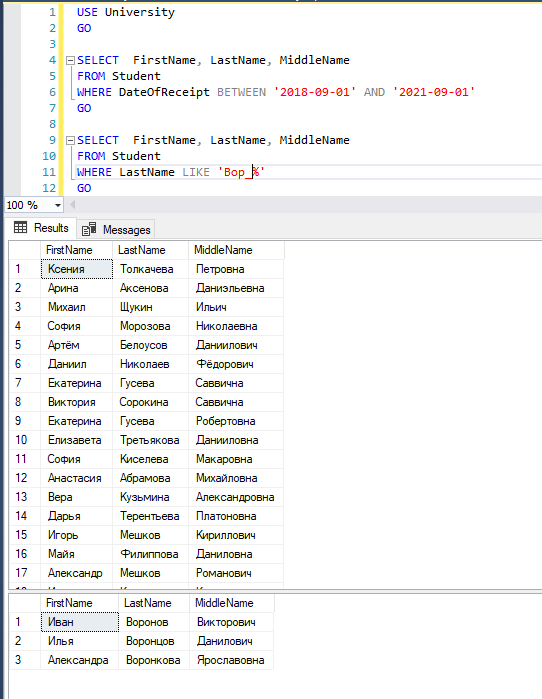 1 USE University
2 GO
3
4 SELECT FirstName, LastName, MiddleName
5 FROM Student
6 WHERE DateOfReceipt BETWEEN '2018-09-01' AND '2021-09-01'
7 GO
8
9 SELECT FirstName, LastName, MiddleName
10 FROM Student
11 WHERE LastName LIKE 'Вор_%'
12 GO
100 %
Results Messages
FirstName LastName MiddleName
1 Ксения Толкачева Петровна
2 Арина Аксенова Даниэльевна
3 Михаил Щукин Ильич
4 София Морозова Николаевна
5 Артём Белоусов Даниилович
6 Даниил Николаев Фёдорович
7 Екатерина Гусева Саввична
8 Виктория Сорокина Саввична
9 Екатерина Гусева Робертовна
10 Елизавета Третьякова Данииловна
11 София Киселева Макаровна
12 Анастасия Абрамова Михайловна
13 Вера Кузьмина Александровна
14 Дарья Терентьева Платоновна
15 Игорь Мешков Кириллович
16 Майя Филиппова Даниловна
17 Александр Мешков Романович
FirstName LastName MiddleName
1 Иван Воронов Викторович
2 Илья Воронцов Данилович
3 Александра Воронкова Ярославовна